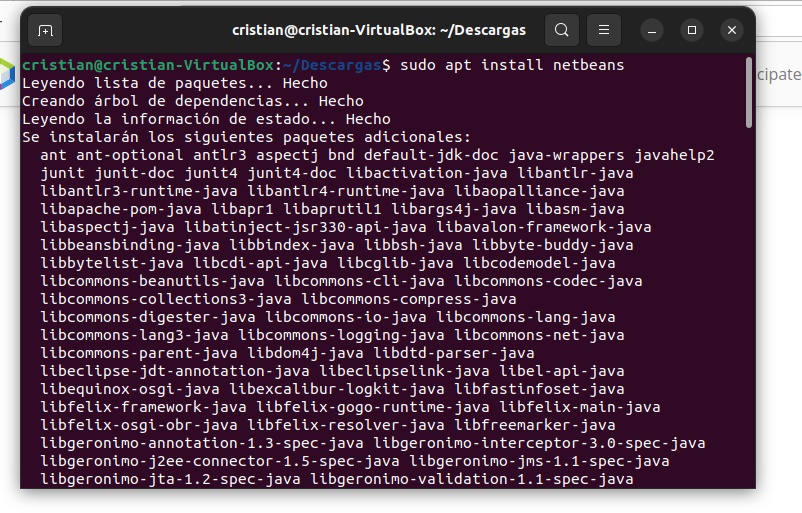 cristian@cristian-VirtualBox: ~/Descargas
cristian@cristian-VirtualBox:~/Descargas$ sudo apt install netbeans
Leyendo lista de paquetes... Hecho
Creando árbol de dependencias... Hecho
Leyendo la información de estado... Hecho
Se instalarán los siguientes paquetes adicionales:
ant ant-optional antlr3 aspectj bnd default-jdk-doc java-wrappers javahelp2
junit junit-doc junit4 junit4-doc libactivation-java libantlr-java
libantlr3-runtime-java libantlr4-runtime-java libaopalliance-java
libapache-pom-java libapr1 libaprutil1 libargs4j-java libasm-java
libaspectj-java libatinject-jsr330-api-java libavalon-framework-java
libbeansbinding-java libbindex-java libbsh-java libbyte-buddy-java
libbytelist-java libcdi-api-java libcglib-java libcodemodel-java
libcommons-beanutils-java libcommons-cli-java libcommons-codec-java
libcommons-collections3-java libcommons-compress-java
libcommons-digester-java libcommons-io-java libcommons-lang-java
libcommons-lang3-java libcommons-logging-java libcommons-net-java
libcommons-parent-java libdom4j-java libdtd-parser-java
libeclipse-jdt-annotation-java libeclipselink-java libel-api-java
libequinox-osgi-java libexcalibur-logkit-java libfastinfoset-java
libfelix-framework-java libfelix-gogo-runtime-java libfelix-main-java
libfelix-osgi-obr-java libfelix-resolver-java libfreemarker-java
libgeronimo-annotation-1.3-spec-java libgeronimo-interceptor-3.0-spec-java
libgeronimo-j2ee-connector-1.5-spec-java libgeronimo-jms-1.1-spec-java
libgeronimo-jta-1.2-spec-java libgeronimo-validation-1.1-spec-java
cipate